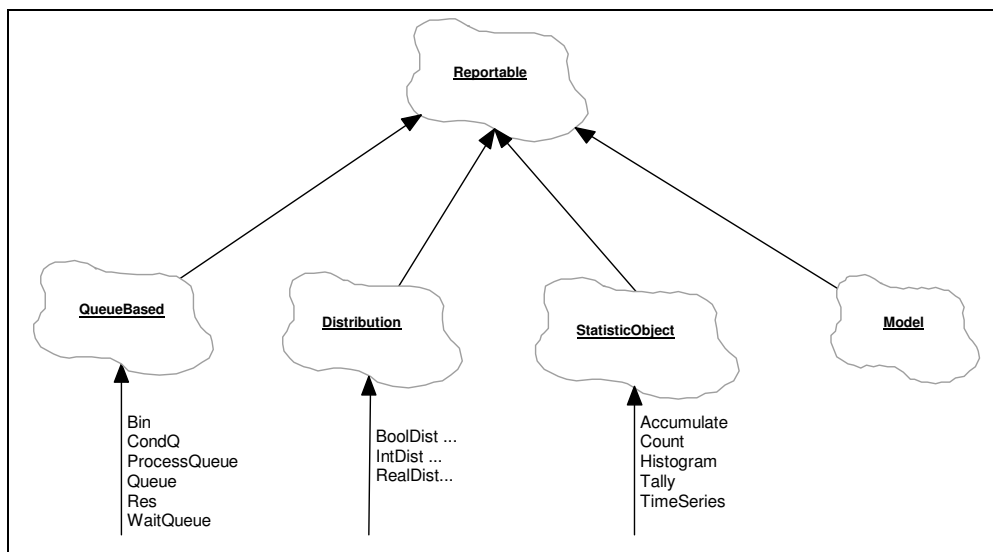 Reportable
QueueBased
Distribution
StatisticObject
Model
Bin
CondQ
ProcessQueue
Queue
Res
WaitQueue
BoolDist ...
IntDist ...
RealDist...
Accumulate
Count
Histogram
Tally
TimeSeries